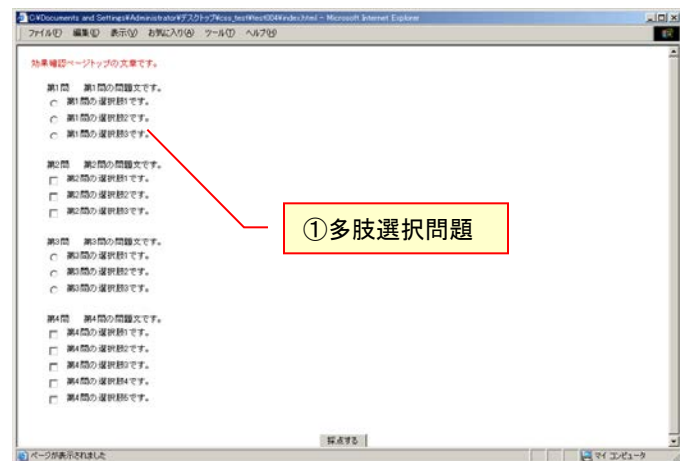 C:¥Documents and Settings¥Administrator¥デスクトップ¥css_test¥test004¥index.html - Microsoft Internet Explorer
ファイル(F) 編集(E) 表示(V) お気に入り(A) ツール(T) ヘルプ(H)
効果確認ページトップの文章です。
第1問 第1問の問題文です。
第1問の選択肢1です。
第1問の選択肢2です。
第1問の選択肢3です。
第2問 第2問の問題文です。
第2問の選択肢1です。
第2問の選択肢2です。
第2問の選択肢3です。
①多肢選択問題
第3問 第3問の問題文です。
第3問の選択肢1です。
第3問の選択肢2です。
第3問の選択肢3です。
第4問 第4問の問題文です。
第4問の選択肢1です。
第4問の選択肢2です。
第4問の選択肢3です。
第4問の選択肢4です。
第4問の選択肢5です。
採点する
ページが表示されました マイ コンピュータ